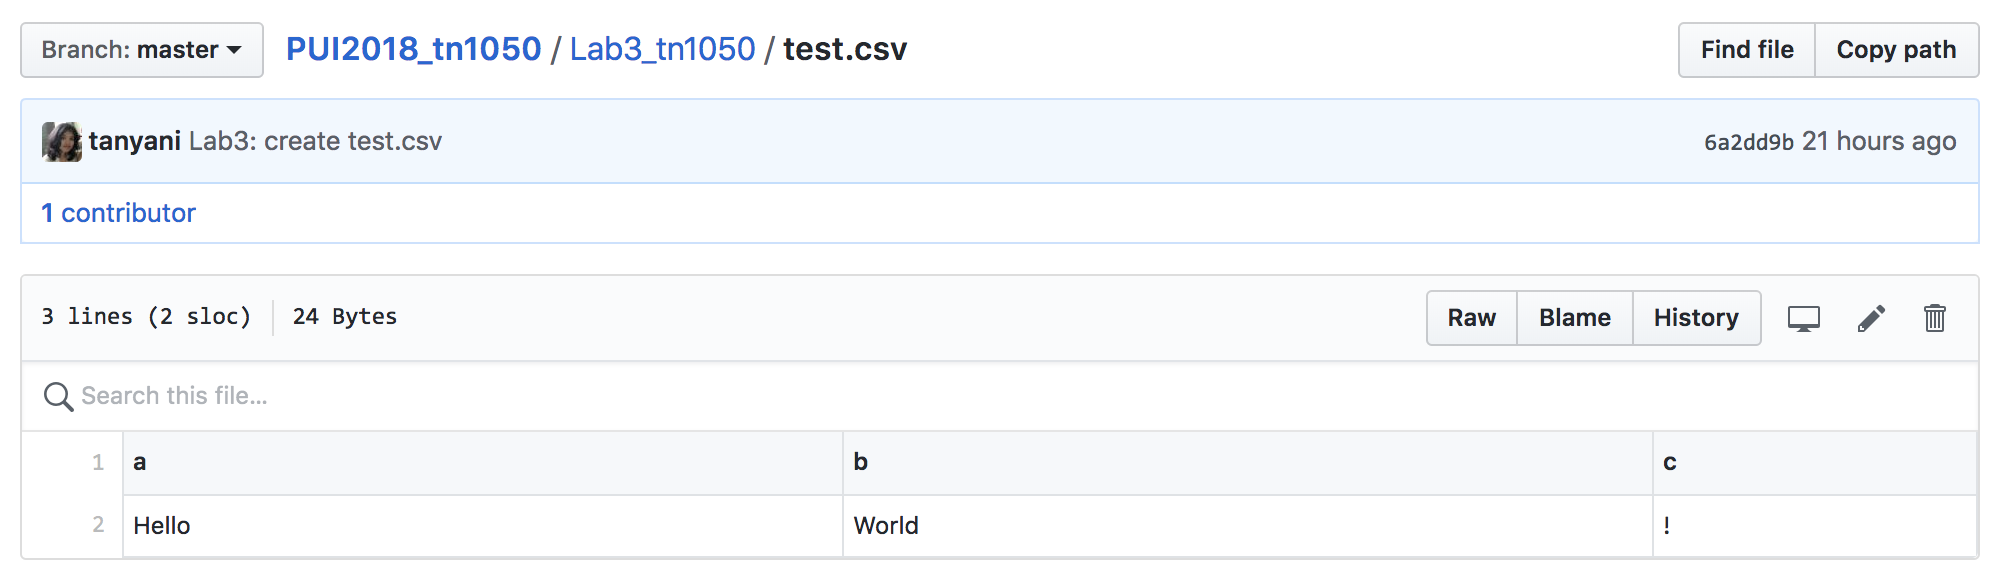 Branch: master PUI2018_tn1050 / Lab3_tn1050 / test.csv Find file Copy path
tanyani Lab3: create test.csv 6a2dd9b 21 hours ago
1 contributor
3 lines (2 sloc) 24 Bytes Raw Blame History
Search this file...
1 a b c
2 Hello World !